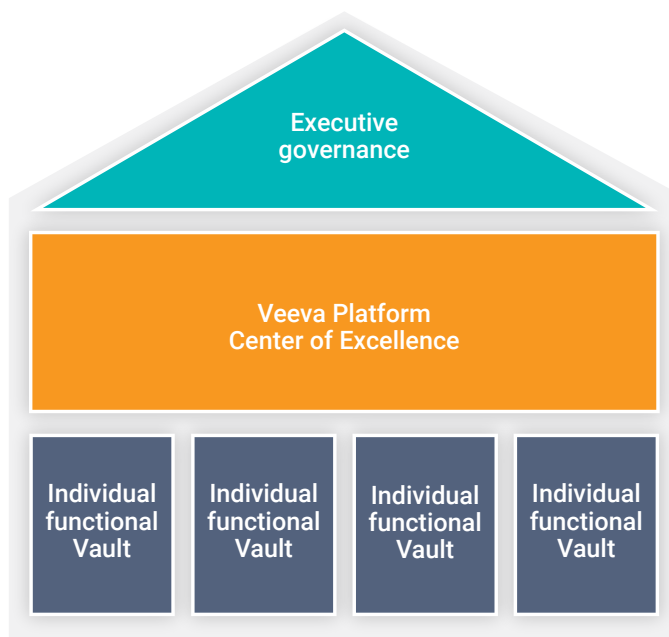 Executive
governance
Veeva Platform
Center of Excellence
Individual
functional
Vault
Individual
functional
Vault
Individual
functional
Vault
Individual
functional
Vault